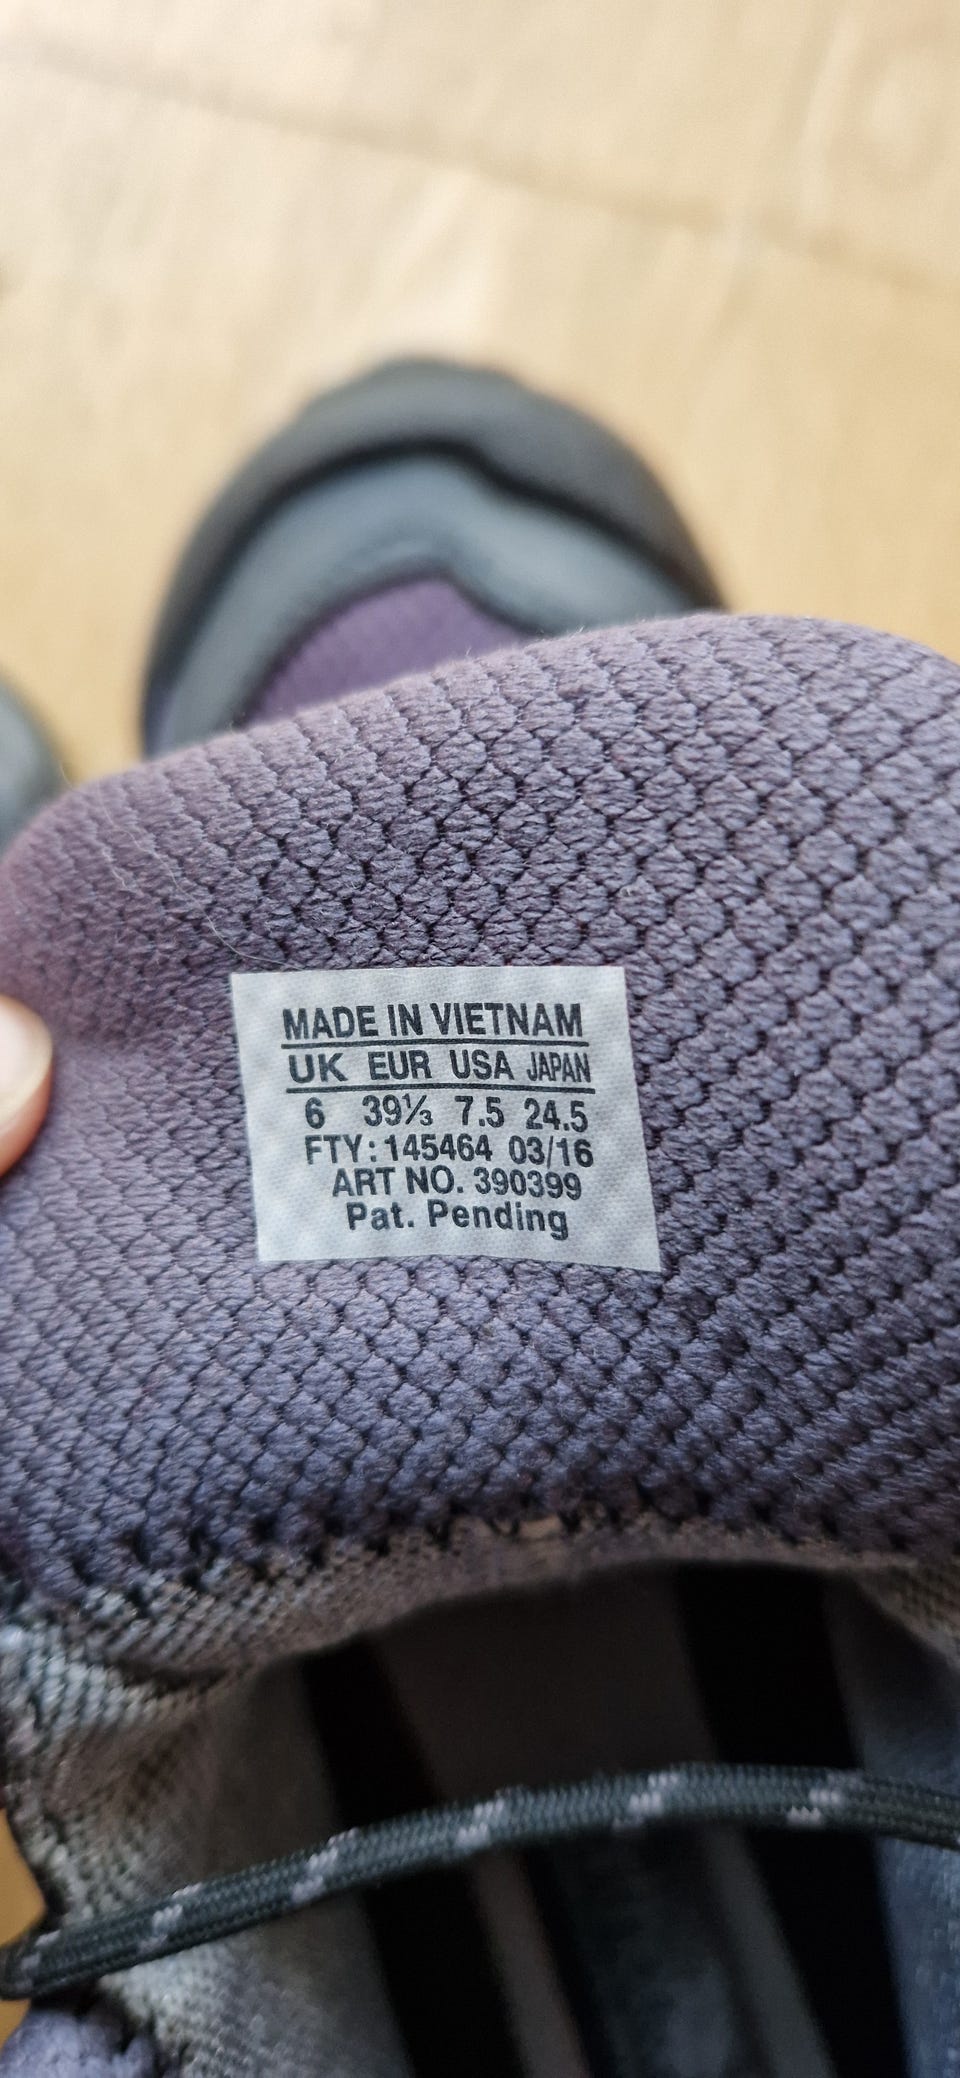 MADE IN VIETNAM
UK EUR USA JAPAN
6 39⅓ 7.5 24.5
FTY: 145464 03/16
ART NO. 390399
Pat. Pending